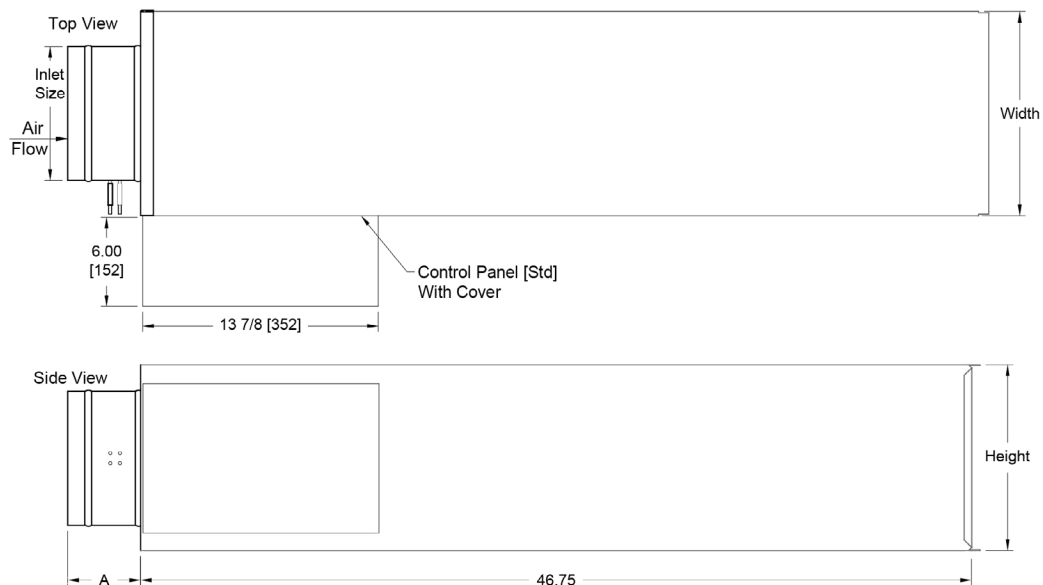 Top View
Inlet
Size
Air
Flow
Width
6.00
[152]
Control Panel [Std]
With Cover
13 7/8 [352]
Side View
Height
A
46.75